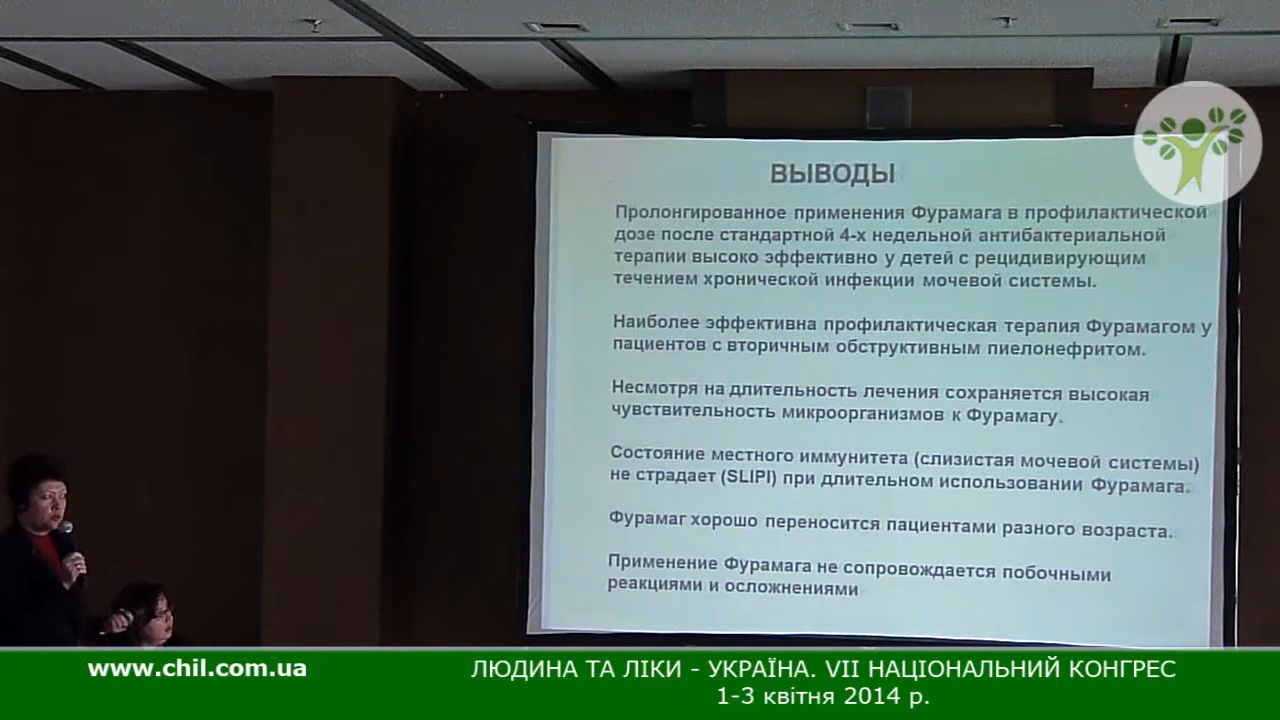 ВЫВОДЫ
Пролонгированное применения Фурамага в профилактической
дозе после стандартной 4-х недельной антибактериальной
терапии высоко эффективно у детей с рецидивирующим
течением хронической инфекции мочевой системы.
Наиболее эффективна профилактическая терапия Фурамагом у
пациентов с вторичным обструктивным пиелонефритом.
Несмотря на длительность лечения сохраняется высокая
чувствительность микроорганизмов к Фурамагу.
Состояние местного иммунитета (слизистая мочевой системы)
не страдает (SLIPI) при длительном использовании Фурамага.
Фурамаг хорошо переносится пациентами разного возраста.
Применение Фурамага не сопровождается побочными
реакциями и осложнениями
www.chil.com.ua
ЛЮДИНА ТА ЛІКИ - УКРАЇНА. VII НАЦІОНАЛЬНИЙ КОНГРЕС
1-3 квітня 2014 р.